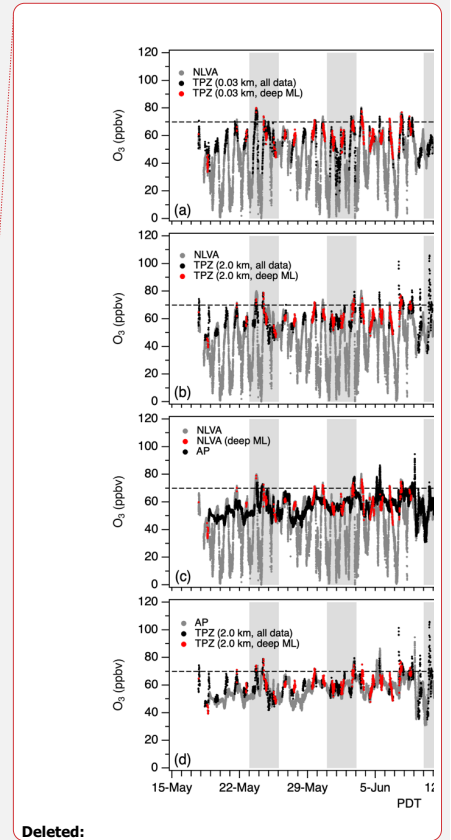 120
100
80
60
40
20
0
O3 (ppbv)
NLVA
TPZ (0.03 km, all data)
TPZ (0.03 km, deep ML)
(a)
120
100
80
60
40
20
0
O3 (ppbv)
NLVA
TPZ (2.0 km, all data)
TPZ (2.0 km, deep ML)
(b)
120
100
80
60
40
20
0
O3 (ppbv)
NLVA
NLVA (deep ML)
AP
(c)
120
100
80
60
40
20
0
O3 (ppbv)
AP
TPZ (2.0 km, all data)
TPZ (2.0 km, deep ML)
(d)
15-May 22-May 29-May 5-Jun 12
PDT
Deleted: